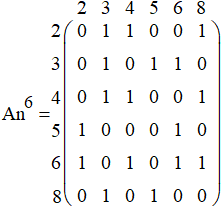 2 3 4 5 6 8
2 0 1 1 0 0 1
3 0 1 0 1 1 0
4 0 1 1 0 0 1
An⁶ =
5 1 0 0 0 1 0
6 1 0 1 0 1 1
8 0 1 0 1 0 0